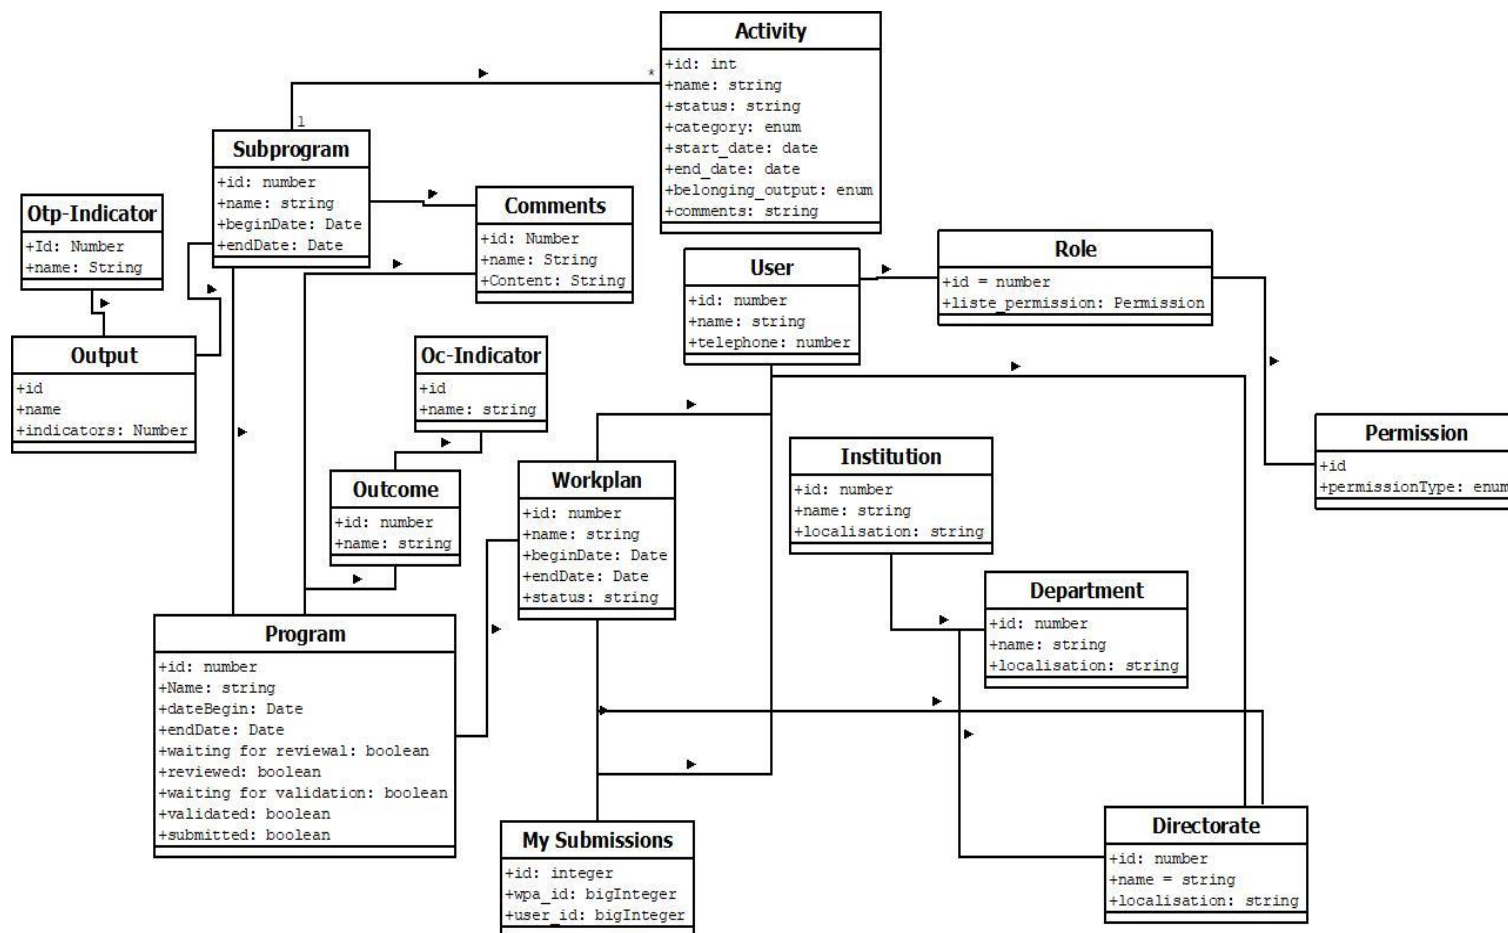 Activity
+id: int
+name: string
+status: string
+category: enum
+start_date: date
+end_date: date
+belonging_output: enum
+comments: string
*
1
Subprogram
+id: number
+name: string
+beginDate: Date
+endDate: Date
Otp-Indicator
+Id: Number
+name: String
Comments
+id: Number
+name: String
+Content: String
User
+id: number
+name: string
+telephone: number
Role
+id = number
+liste_permission: Permission
Output
+id
+name
+indicators: Number
Oc-Indicator
+id
+name: string
Permission
+id
+permissionType: enum
Institution
+id: number
+name: string
+localisation: string
Outcome
+id: number
+name: string
Workplan
+id: number
+name: string
+beginDate: Date
+endDate: Date
+status: string
Department
+id: number
+name: string
+localisation: string
Program
+id: number
+Name: string
+dateBegin: Date
+endDate: Date
+waiting for reviewal: boolean
+reviewed: boolean
+waiting for validation: boolean
+validated: boolean
+submitted: boolean
My Submissions
+id: integer
+wpa_id: bigInteger
+user_id: bigInteger
Directorate
+id: number
+name = string
+localisation: string